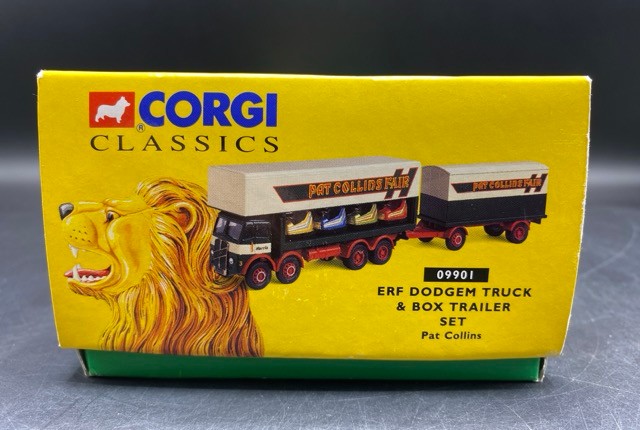 CORGI
®
CLASSICS
PAT COLLINS FAIR
PAT COLLINS FAIR
09901
ERF DODGEM TRUCK
& BOX TRAILER
SET
Pat Collins